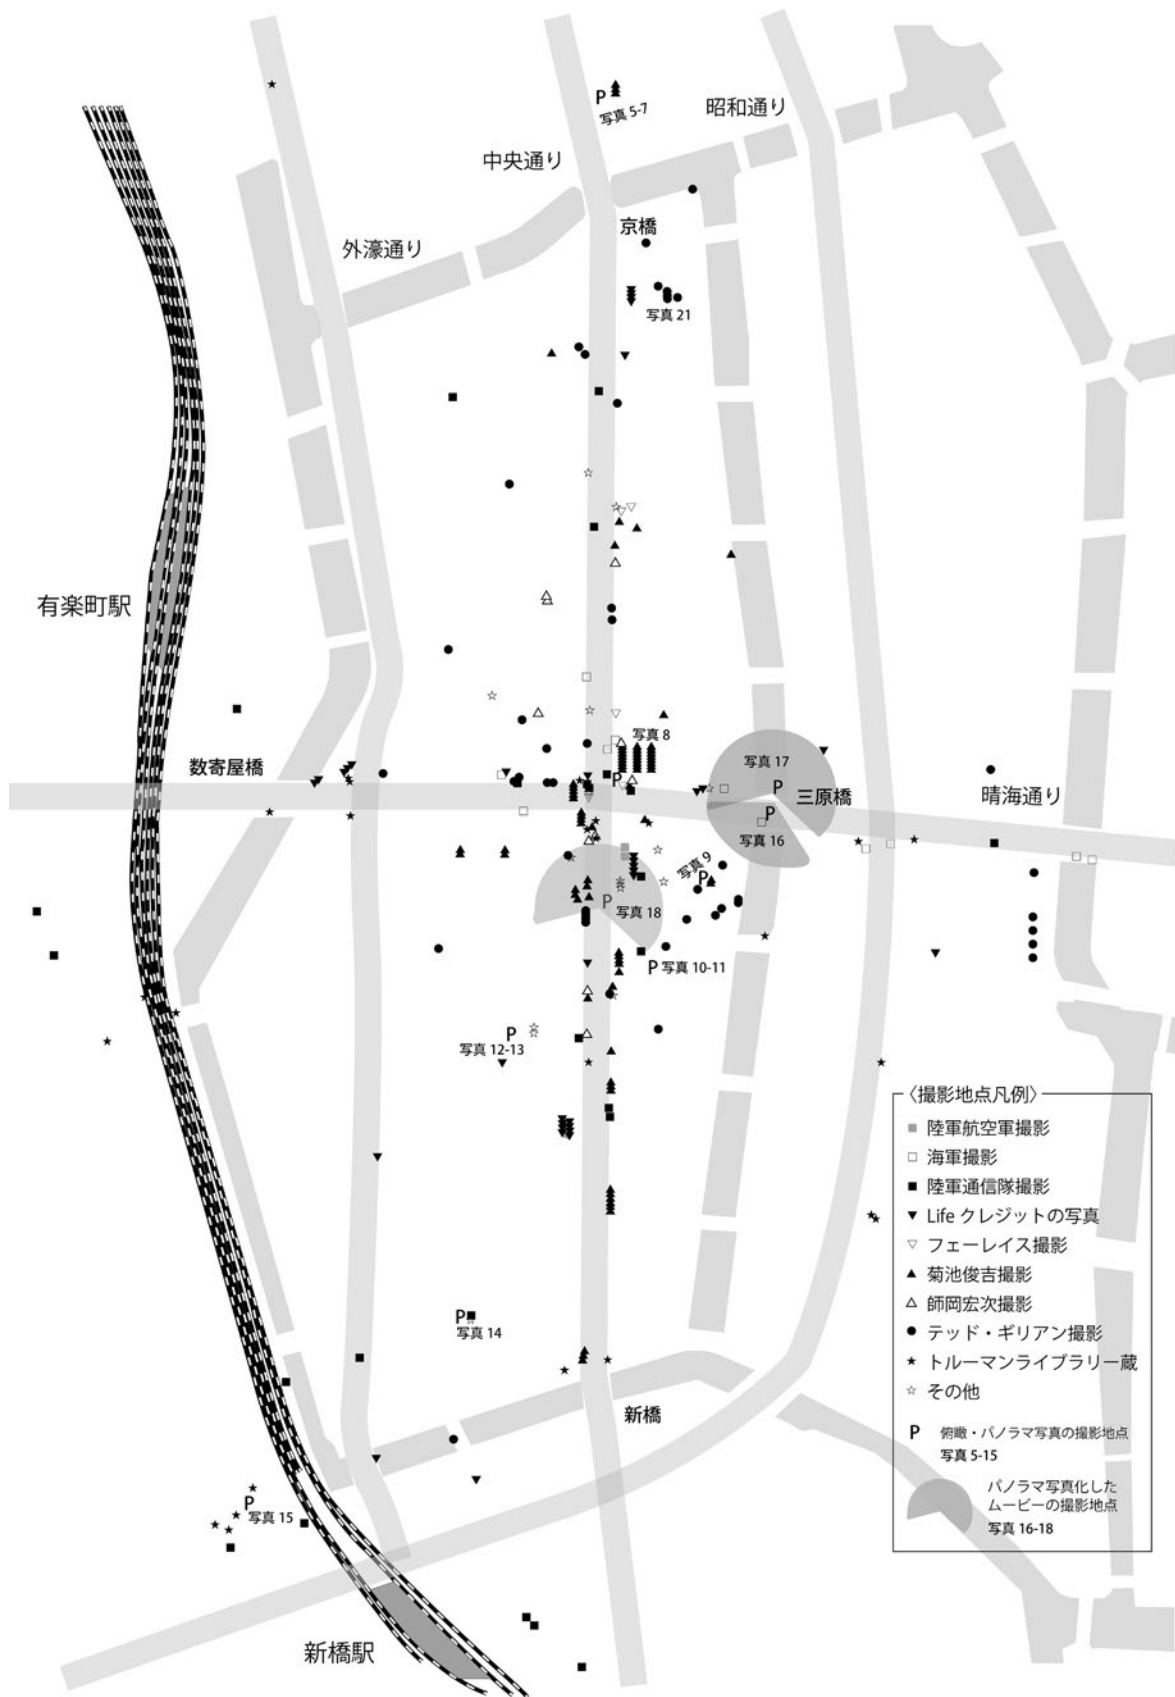 P
写真 5-7
昭和通り
中央通り
京橋
外濠通り
写真 21
有楽町駅
写真 8
数寄屋橋
P
写真 17
P
三原橋
晴海通り
P
写真 16
写真 9
P
P
写真 18
P 写真 10-11
P
写真 12-13
〈撮影地点凡例〉
陸軍航空軍撮影
海軍撮影
陸軍通信隊撮影
Life クレジットの写真
フェーレイス撮影
菊池俊吉撮影
師岡宏次撮影
テッド・ギリアン撮影
トルーマンライブラリー蔵
その他
P 俯瞰・パノラマ写真の撮影地点
写真 5-15
パノラマ写真化した
ムービーの撮影地点
写真 16-18
P
写真 14
新橋
P
写真 15
新橋駅